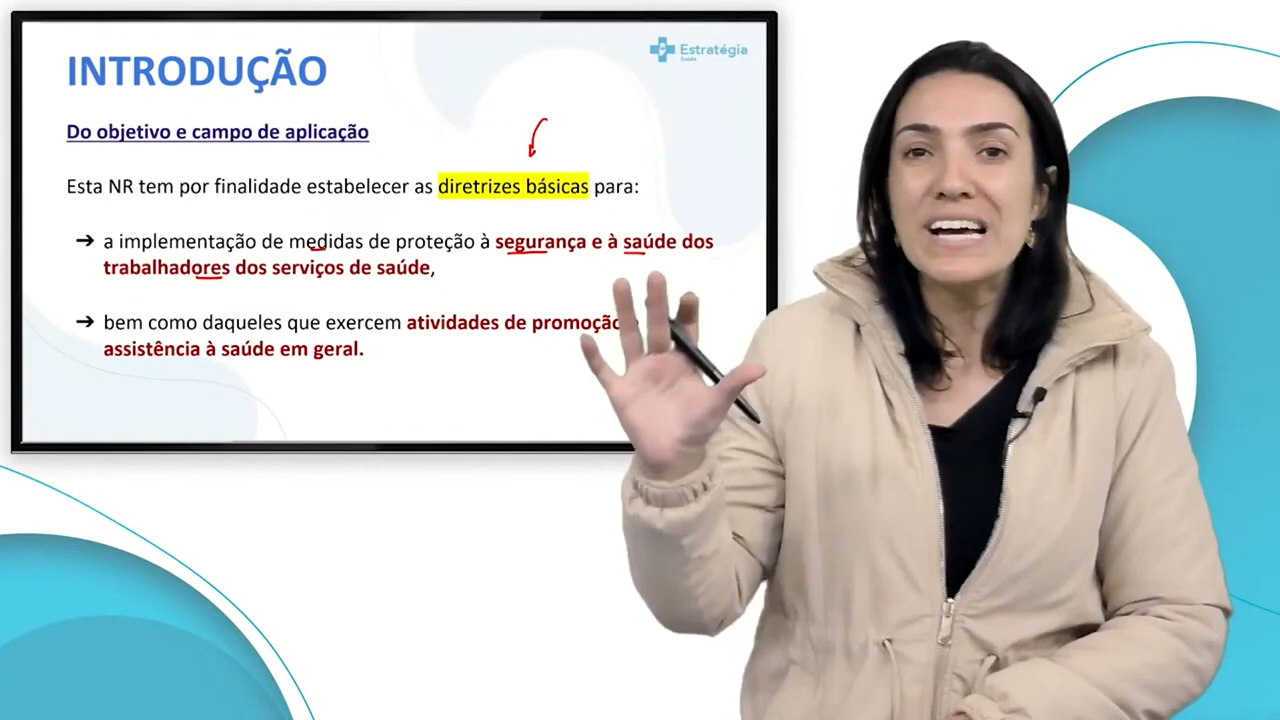 INTRODUÇÃO
Estratégia
Saúde
Do objetivo e campo de aplicação
Esta NR tem por finalidade estabelecer as diretrizes básicas para:
➔ a implementação de medidas de proteção à segurança e à saúde dos
trabalhadores dos serviços de saúde,
➔ bem como daqueles que exercem atividades de promoção
assistência à saúde em geral.